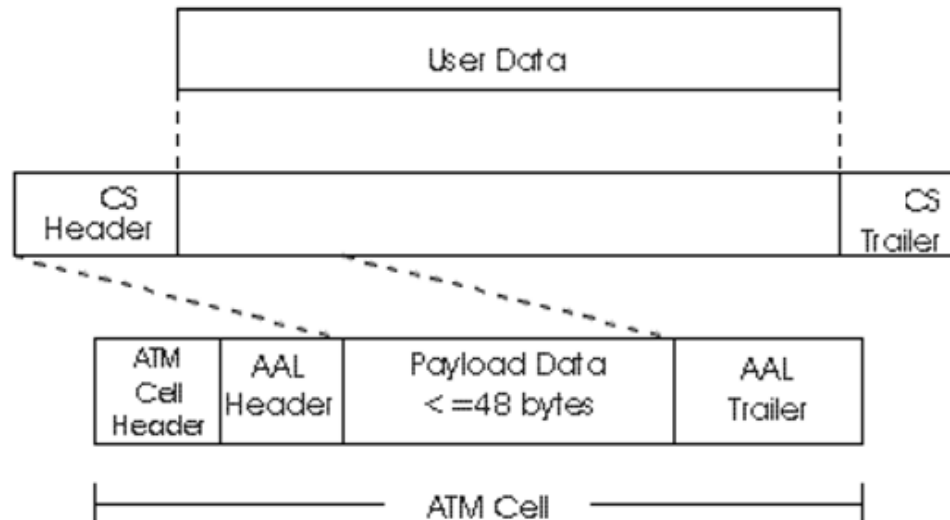 User Data
CS
Header
CS
Trailer
ATM
Cell
Header
AAL
Header
Payload Data
< =48 bytes
AAL
Trailer
ATM Cell